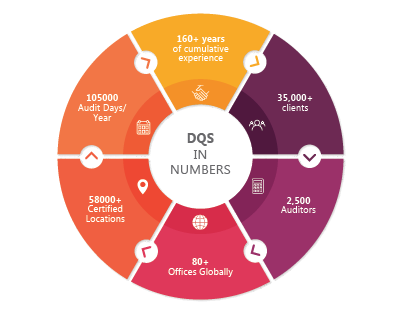 160+ years
of cumulative
experience
35,000+
clients
2,500
Auditors
80+
Offices Globally
58000+
Certified
Locations
105000
Audit Days/
Year
DQS
IN
NUMBERS